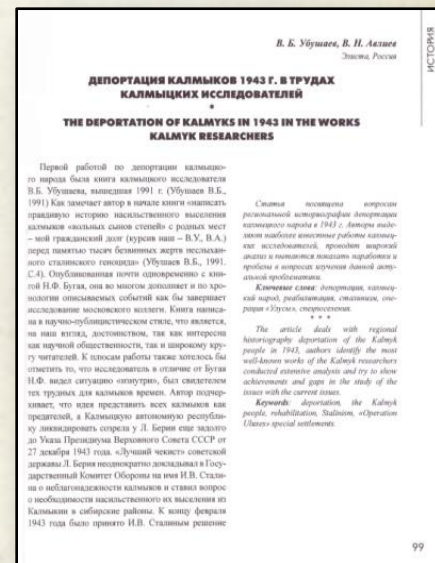 В. Б. Убушаев, В. Н. Авлиев
Элиста, Россия
ИСТОРИЯ
ДЕПОРТАЦИЯ КАЛМЫКОВ 1943 Г. В ТРУДАХ
КАЛМЫЦКИХ ИССЛЕДОВАТЕЛЕЙ
•
THE DEPORTATION OF KALMYKS IN 1943 IN THE WORKS
KALMYK RESEARCHERS
Первой работой по депортации калмыцко-
го народа была книга калмыцкого исследователя
В.Б. Убушаева, вышедшая 1991 г. (Убушаев В.Б.,
1991) Как замечает автор в начале книги «написать
правдивую историю насильственного выселения
калмыков «вольных сынов степей» с родных мест
– мой гражданский долг (курсив наш – В.У., В.А.)
перед памятью тысяч безвинных жертв неслыхан-
ного сталинского геноцида» (Убушаев В.Б., 1991.
С.4). Опубликованная почти одновременно с кни-
гой Н.Ф. Бугая, она во многом дополняет и по хро-
нологии описываемых событий как бы завершает
исследование московского коллеги. Книга написа-
на в научно-публицистическом стиле, что является,
на наш взгляд, достоинством, так как интересна
как научной общественности, так и широкому кру-
гу читателей. К плюсам работы также хотелось бы
отметить то, что исследователь в отличие от Бугая
Н.Ф. видел ситуацию «изнутри», был свидетелем
тех трудных для калмыков времен. Автор подчер-
кивает, что идея представить всех калмыков как
предателей, а Калмыцкую автономную республи-
ку ликвидировать созрела у Л. Берии еще задолго
до Указа Президиума Верховного Совета СССР от
27 декабря 1943 года. «Лучший чекист» советской
державы Л. Берия неоднократно докладывал в Госу-
дарственный Комитет Обороны на имя И.В. Стали-
на о неблагонадежности калмыков и ставил вопрос
о необходимости насильственного их выселения из
Калмыкии в сибирские районы. К концу февраля
1943 года было принято И.В. Сталиным решение
Статья посвящена вопросам
региональной историографии депортации
калмыцкого народа в 1943 г. Авторы выде-
ляют наиболее известные работы калмыц-
ких исследователей, проводят широкий
анализ и пытаются показать наработки и
пробелы в вопросах изучения данной акту-
альной проблематики.
Ключевые слова: депортация, калмыц-
кий народ, реабилитация, сталинизм, опе-
рация «Улусы», спецпоселения.
* * *
The article deals with regional
historiography deportation of the Kalmyk
people in 1943, authors identify the most
well-known works of the Kalmyk researchers
conducted extensive analysis and try to show
achievements and gaps in the study of the
issues with the current issues.
Keywords: deportation, the Kalmyk
people, rehabilitation, Stalinism, «Operation
Uluses» special settlements.
99